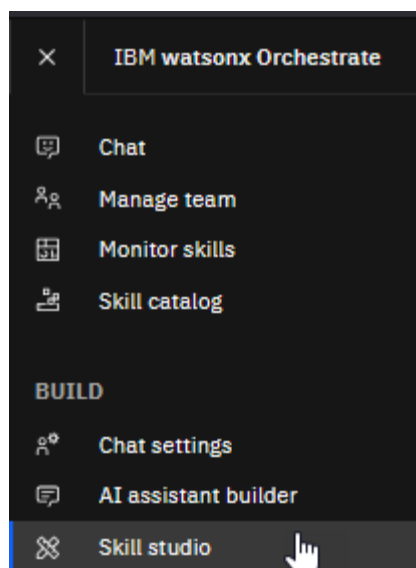 IBM watsonx Orchestrate
Chat
Manage team
Monitor skills
Skill catalog
BUILD
Chat settings
AI assistant builder
Skill studio